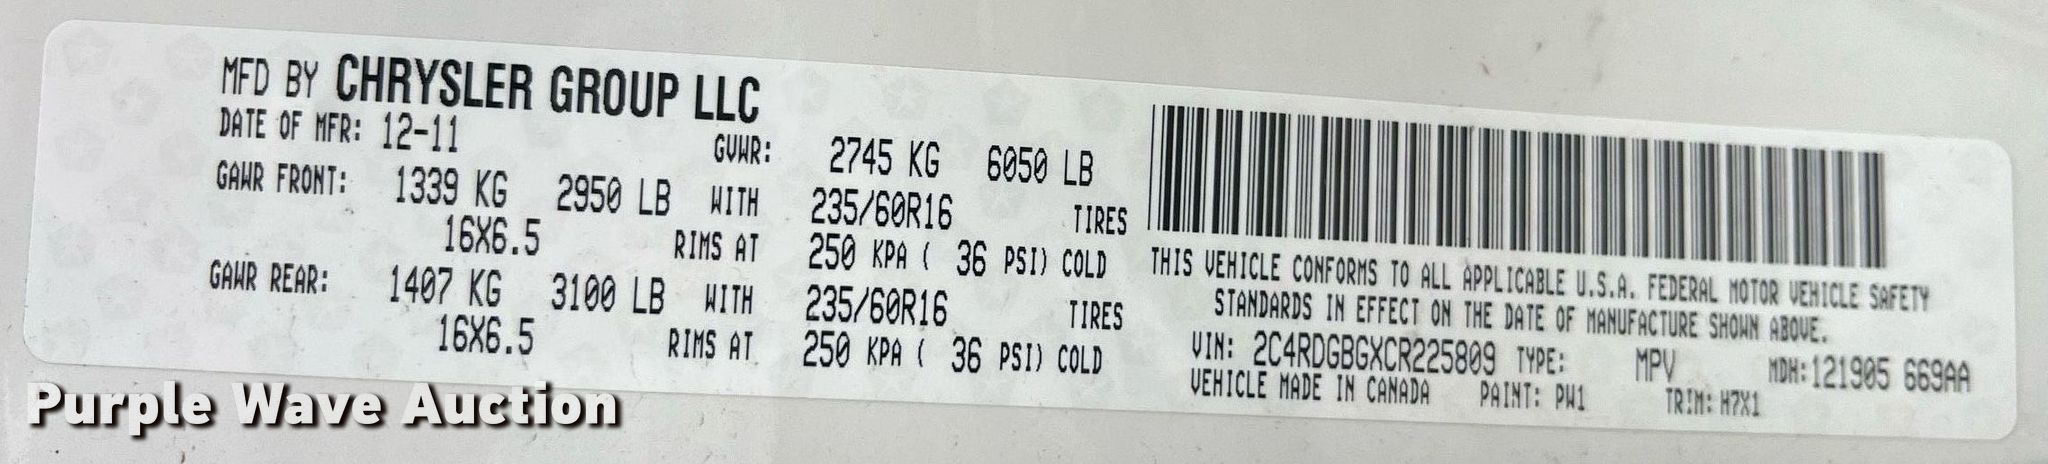 MFD BY CHRYSLER GROUP LLC
DATE OF MFR: 12-11 GVWR: 2745 KG 6050 LB
GAWR FRONT: 1339 KG 2950 LB WITH 235/60R16 TIRES
16X6.5 RIMS AT 250 KPA ( 36 PSI) COLD
GAWR REAR: 1407 KG 3100 LB WITH 235/60R16 TIRES
16X6.5 RIMS AT 250 KPA ( 36 PSI) COLD
THIS VEHICLE CONFORMS TO ALL APPLICABLE U.S.A. FEDERAL MOTOR VEHICLE SAFETY
STANDARDS IN EFFECT ON THE DATE OF MANUFACTURE SHOWN ABOVE.
VIN: 2C4RDGBGXCR225809 TYPE: MPV MDH: 121905 669AA
VEHICLE MADE IN CANADA PAINT: PW1 TRIM: H7X1
Purple Wave Auction